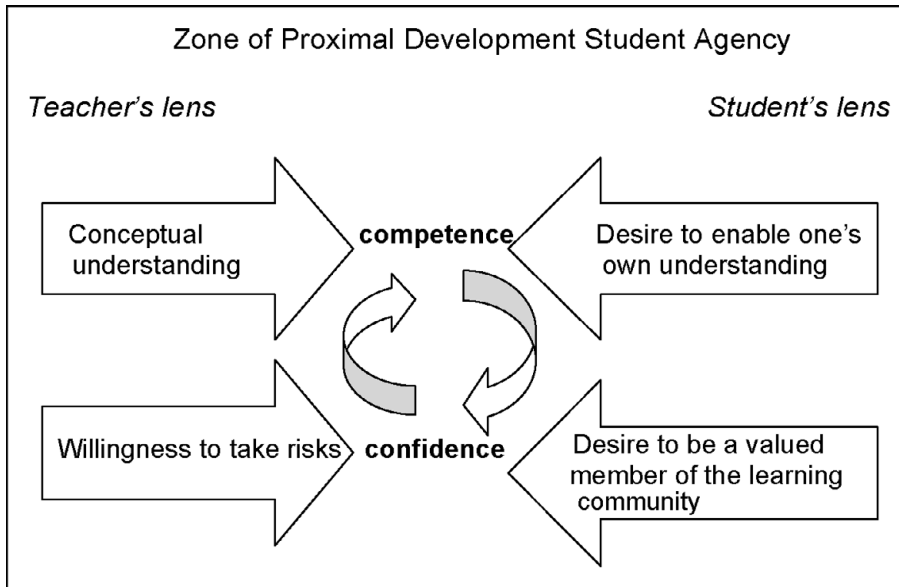 Zone of Proximal Development Student Agency
Teacher's lens
Student's lens
Conceptual
understanding
competence
Desire to enable one's
own understanding
Willingness to take risks
confidence
Desire to be a valued
member of the learning
community